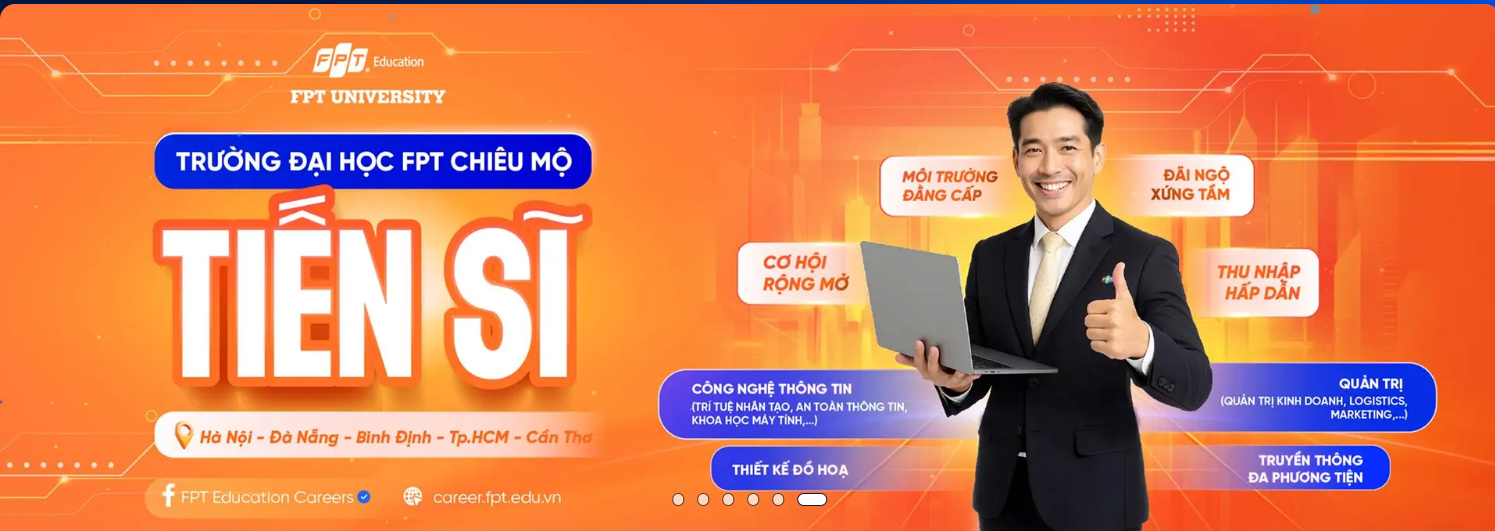 FPT Education
FPT UNIVERSITY
TRƯỜNG ĐẠI HỌC FPT CHIÊU MỘ
TIẾN SĨ
Hà Nội - Đà Nẵng - Bình Định - Tp.HCM - Cần Thơ
FPT Education Careers
career.fpt.edu.vn
MÔI TRƯỜNG
ĐẲNG CẤP
ĐÃI NGỘ
XỨNG TẦM
CƠ HỘI
RỘNG MỞ
THU NHẬP
HẤP DẪN
CÔNG NGHỆ THÔNG TIN
(TRÍ TUỆ NHÂN TẠO, AN TOÀN THÔNG TIN,
KHOA HỌC MÁY TÍNH,...)
QUẢN TRỊ
(QUẢN TRỊ KINH DOANH, LOGISTICS,
MARKETING,...)
THIẾT KẾ ĐỒ HOẠ
TRUYỀN THÔNG
ĐA PHƯƠNG TIỆN